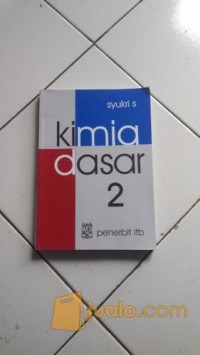 syukri s
kimia
dasar
2
penerbit itb
jualo.com